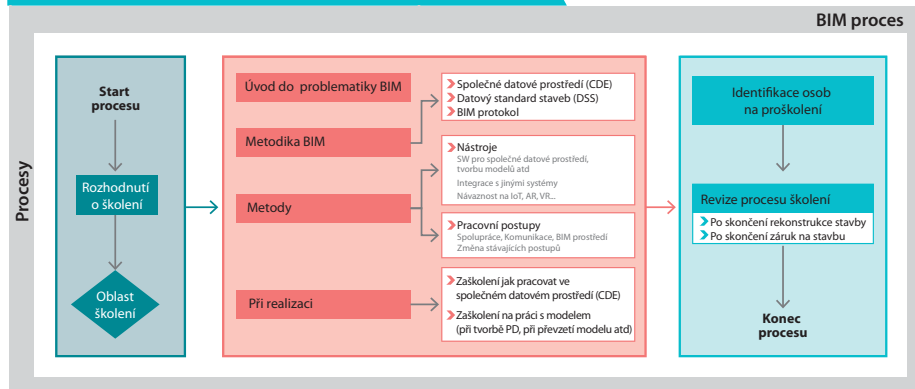 BIM proces
Procesy
Start
procesu
Rozhodnutí
o školení
Oblast
školení
Úvod do problematiky BIM
Metodika BIM
Metody
Při realizaci
Společné datové prostředí (CDE)
Datový standard staveb (DSS)
BIM protokol
Nástroje
SW pro společné datové prostředí,
tvorbu modelů atd
Integrace s jinými systémy
Návaznost na IoT, AR, VR...
Pracovní postupy
Spolupráce, Komunikace, BIM prostředí
Změna stávajících postupů
Zaškolení jak pracovat ve
společném datovém prostředí (CDE)
Zaškolení na práci s modelem
(při tvorbě PD, při převzetí modelu atd)
Identifikace osob
na proškolení
Revize procesu školení
Po skončení rekonstrukce stavby
Po skončení záruk na stavbu
Konec
procesu